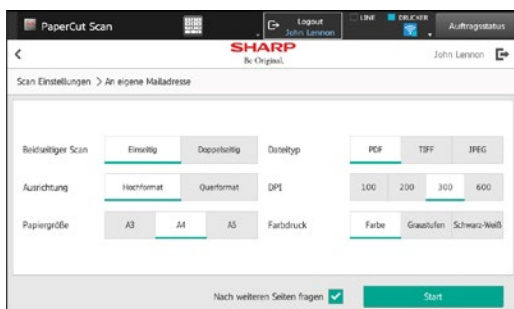 PaperCut Scan
Logout
John Lennon
LINE
DRUCKER
Auftragsstatus
SHARP
Be Original.
John Lennon
Scan Einstellungen > An eigene Mailadresse
Beidseitiger Scan Einseitig Doppelseitig Dateityp PDF TIFF JPEG
Ausrichtung Hochformat Querformat DPI 100 200 300 600
Papiergröße A3 A4 A5 Farbdruck Farbe Graustufen Schwarz-Weiß
Nach weiteren Seiten fragen Start